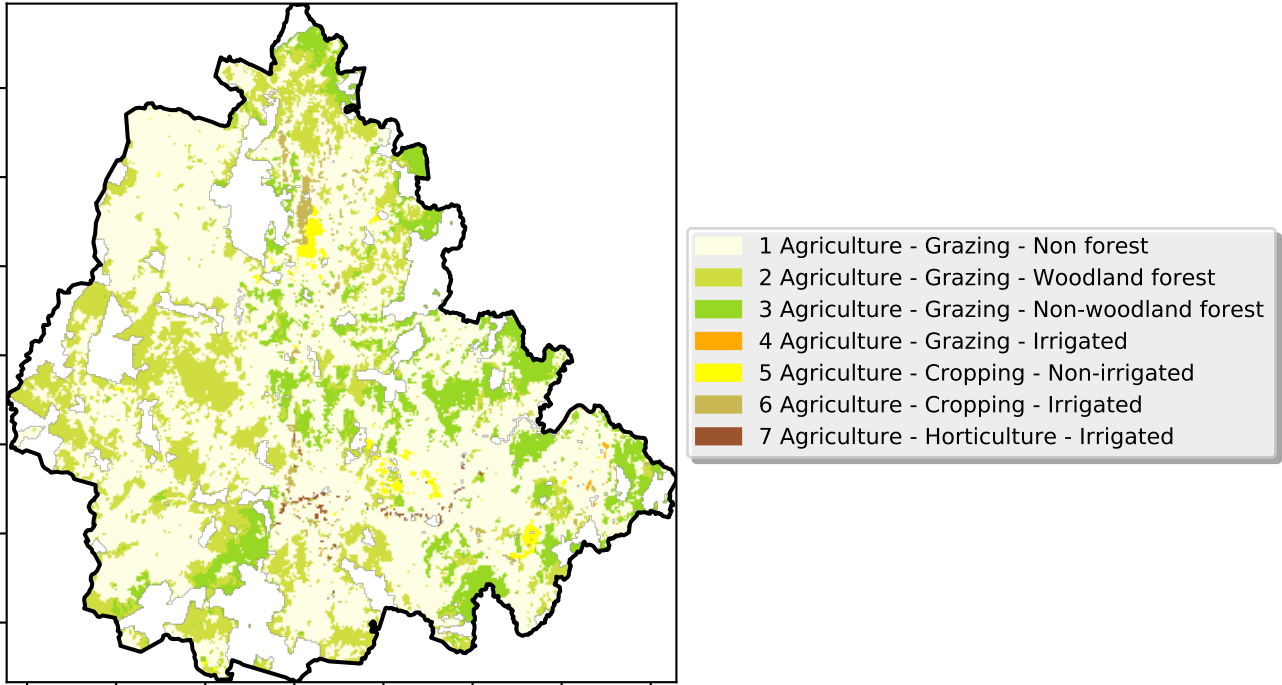 1 Agriculture - Grazing - Non forest
2 Agriculture - Grazing - Woodland forest
3 Agriculture - Grazing - Non-woodland forest
4 Agriculture - Grazing - Irrigated
5 Agriculture - Cropping - Non-irrigated
6 Agriculture - Cropping - Irrigated
7 Agriculture - Horticulture - Irrigated